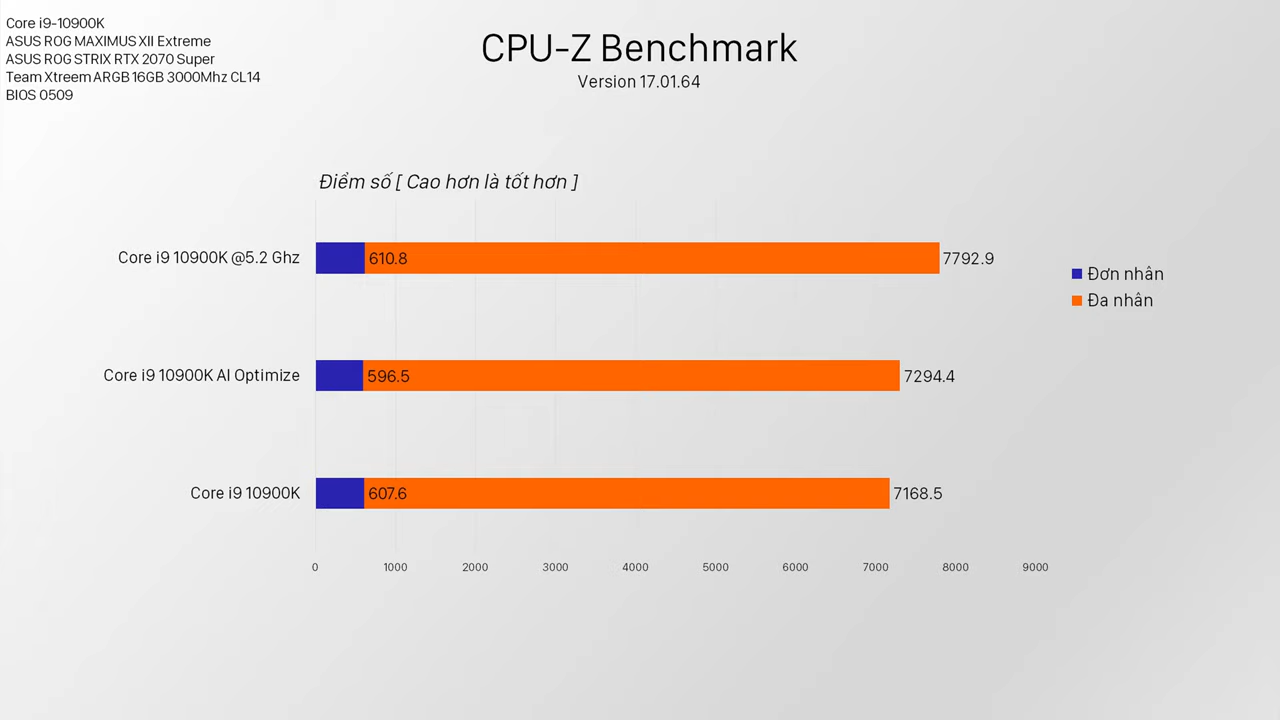 Core i9-10900K
ASUS ROG MAXIMUS XII Extreme
ASUS ROG STRIX RTX 2070 Super
Team Xtreem ARGB 16GB 3000Mhz CL14
BIOS 0509
CPU-Z Benchmark
Version 17.01.64
Điểm số [ Cao hơn là tốt hơn ]
Core i9 10900K @5.2 Ghz 610.8 7792.9
Đơn nhân
Đa nhân
Core i9 10900K AI Optimize 596.5 7294.4
Core i9 10900K 607.6 7168.5
0 1000 2000 3000 4000 5000 6000 7000 8000 9000